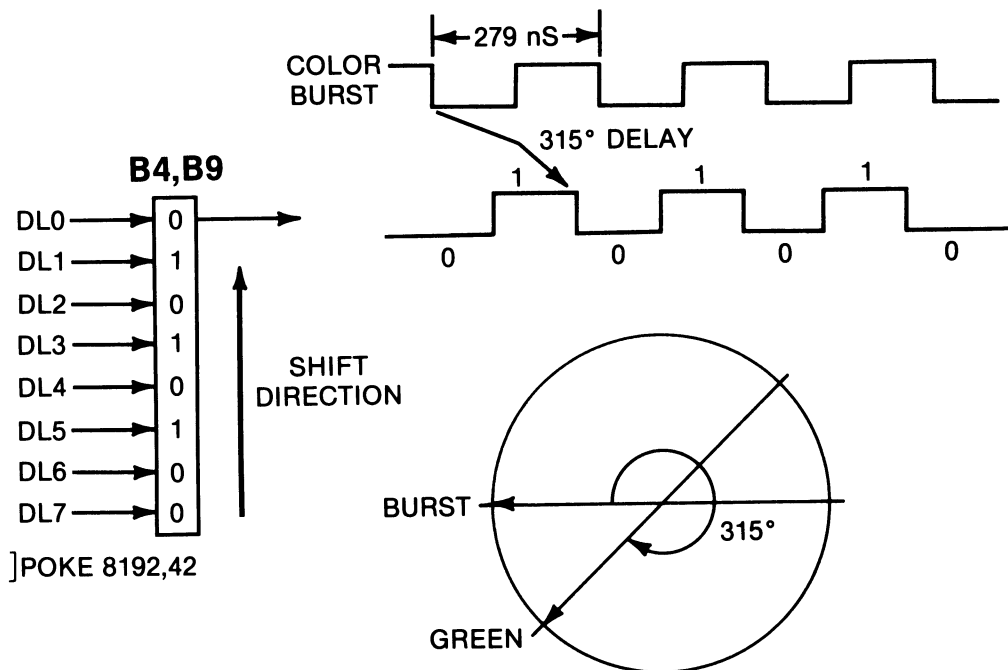 279 nS
COLOR
BURST
315° DELAY
1 1 1
0 0 0 0
B4,B9
DL0 0
DL1 1
DL2 0
DL3 1
DL4 0
DL5 1
DL6 0
DL7 0
SHIFT
DIRECTION
]POKE 8192,42
BURST
315°
GREEN